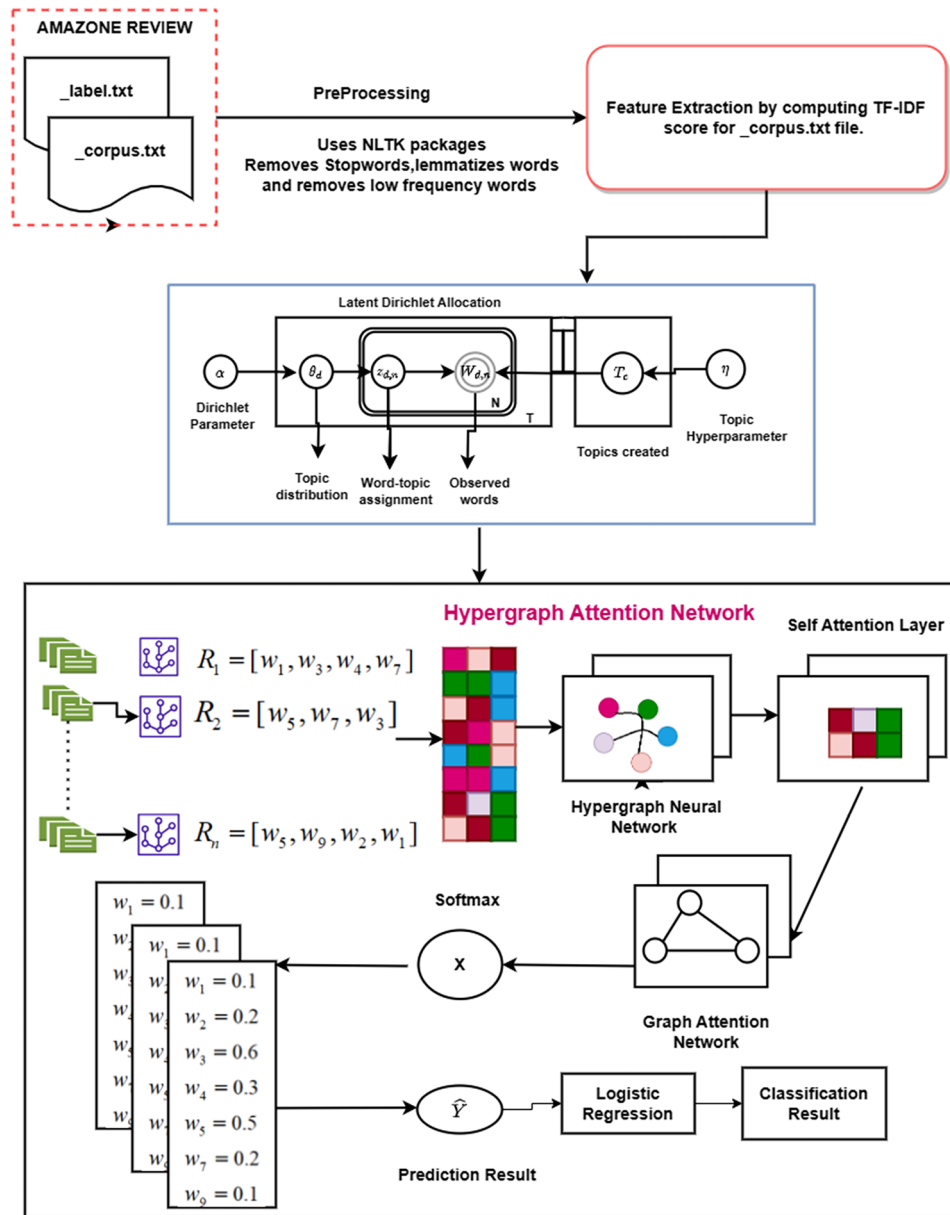 AMAZONE REVIEW
_label.txt
_corpus.txt
PreProcessing
Uses NLTK packages
Removes Stopwords,lemmatizes words
and removes low frequency words
Feature Extraction by computing TF-IDF
score for _corpus.txt file.
Latent Dirichlet Allocation
α
θ_d
z_{d,n}
W_{d,n}
N
T
T_c
η
Dirichlet
Parameter
Topic
distribution
Word-topic
assignment
Observed
words
Topics created
Topic
Hyperparameter
Hypergraph Attention Network
Self Attention Layer
R_1 = [w_1, w_3, w_4, w_7]
R_2 = [w_5, w_7, w_3]
R_n = [w_5, w_9, w_2, w_1]
Hypergraph Neural
Network
Graph Attention
Network
Softmax
X
w_1 = 0.1
w_1 = 0.1
w_1 = 0.1
w_2 = 0.2
w_3 = 0.6
w_4 = 0.3
w_5 = 0.5
w_7 = 0.2
w_9 = 0.1
Ŷ
Prediction Result
Logistic
Regression
Classification
Result